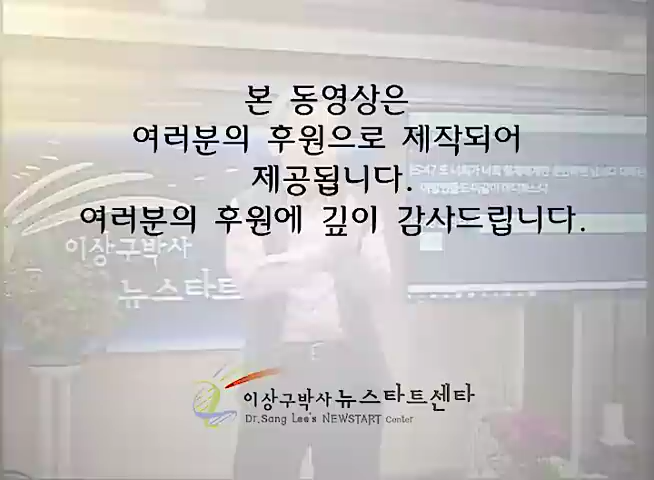 본 동영상은
여러분의 후원으로 제작되어
제공됩니다.
여러분의 후원에 깊이 감사드립니다.
이상구박사
뉴스타트
이상구박사 뉴스타트센타
Dr.Sang Lee's NEWSTART Center